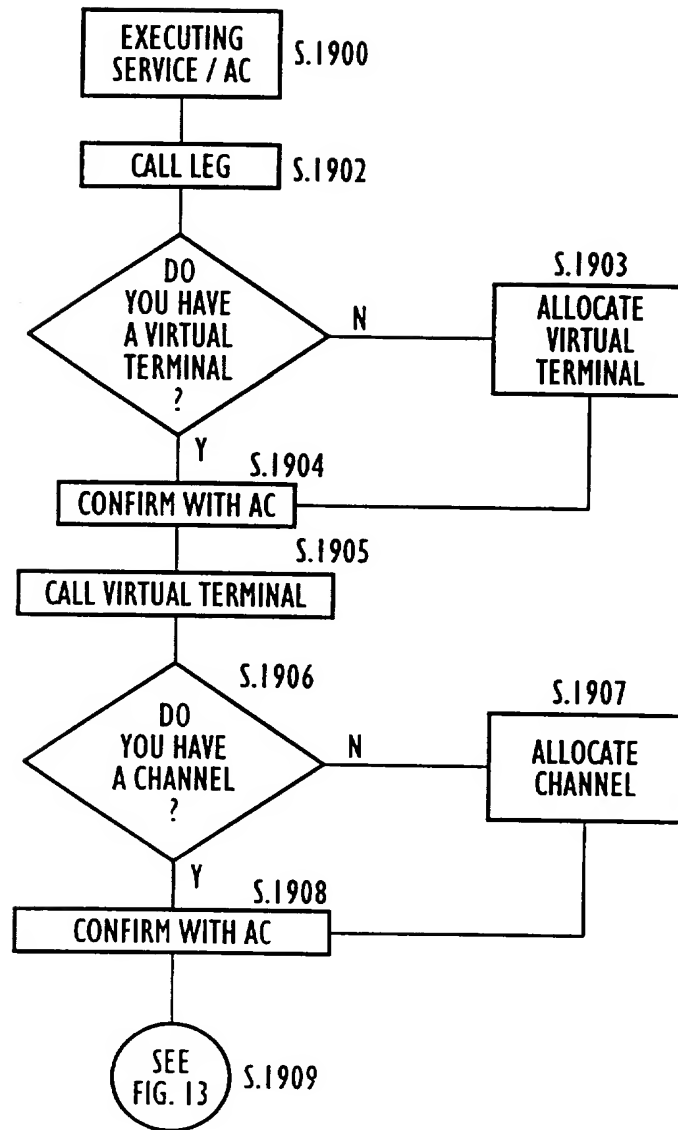 EXECUTING
SERVICE / AC
S.1900
CALL LEG
S.1902
DO
YOU HAVE
A VIRTUAL
TERMINAL
?
N
S.1903
ALLOCATE
VIRTUAL
TERMINAL
Y
S.1904
CONFIRM WITH AC
S.1905
CALL VIRTUAL TERMINAL
S.1906
DO
YOU HAVE
A CHANNEL
?
N
S.1907
ALLOCATE
CHANNEL
Y
S.1908
CONFIRM WITH AC
SEE
FIG. 13
S.1909